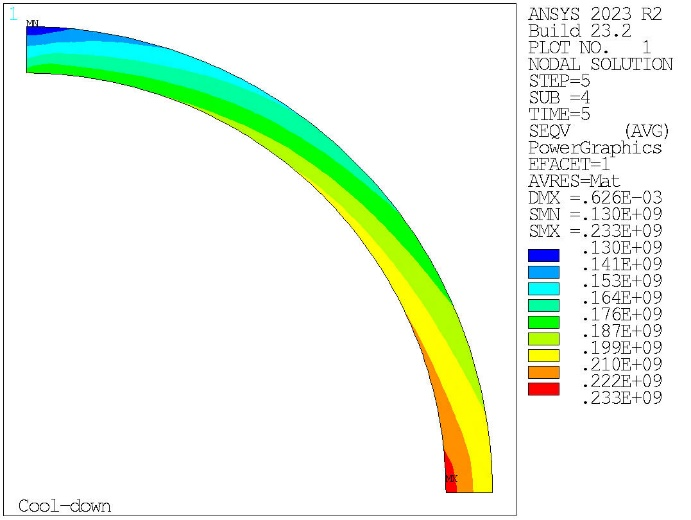 1
MN
MX
Cool-down
ANSYS 2023 R2
Build 23.2
PLOT NO. 1
NODAL SOLUTION
STEP=5
SUB =4
TIME=5
SEQV (AVG)
PowerGraphics
EFACET=1
AVRES=Mat
DMX =.626E-03
SMN =.130E+09
SMX =.233E+09
.130E+09
.141E+09
.153E+09
.164E+09
.176E+09
.187E+09
.199E+09
.210E+09
.222E+09
.233E+09